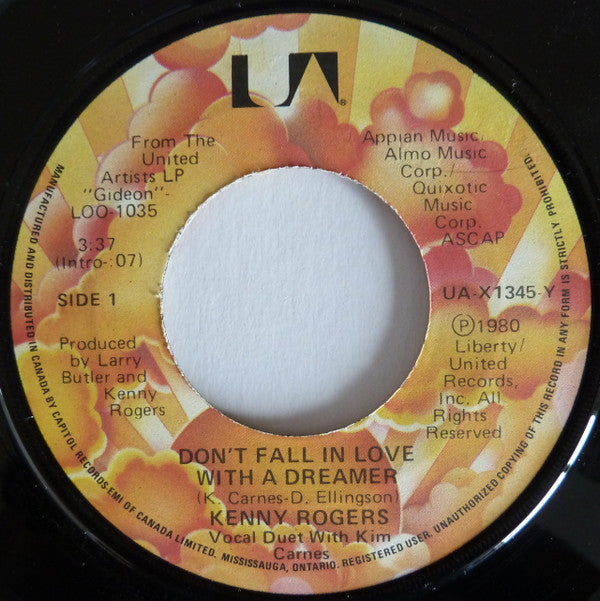 UA®
From The
United
Artists LP
"Gideon"-
LOO-1035
3:37
(Intro-:07)
SIDE 1
Produced
by Larry
Butler and
Kenny
Rogers
Appian Music/
Almo Music
Corp./
Quixotic
Music
Corp.
ASCAP
UA-X1345-Y
Ⓟ1980
Liberty/
United
Records,
Inc. All
Rights
Reserved
DON'T FALL IN LOVE
WITH A DREAMER
(K. Carnes-D. Ellingson)
KENNY ROGERS
Vocal Duet With Kim
Carnes
MANUFACTURED AND DISTRIBUTED IN CANADA BY CAPITOL RECORDS-EMI OF CANADA LIMITED. MISSISSAUGA, ONTARIO. REGISTERED USER. UNAUTHORIZED COPYING OF THIS RECORD IN ANY FORM IS STRICTLY PROHIBITED.